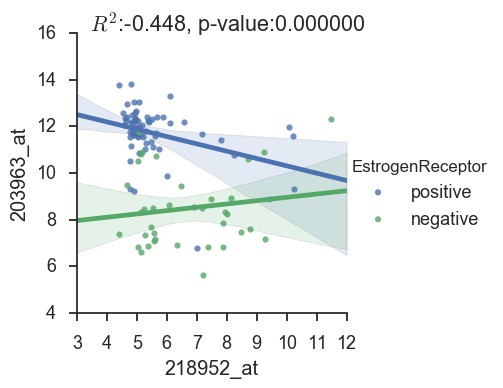 R²:-0.448, p-value:0.000000
16
14
12
10
8
6
4
203963_at
3 4 5 6 7 8 9 10 11 12
218952_at
EstrogenReceptor
positive
negative